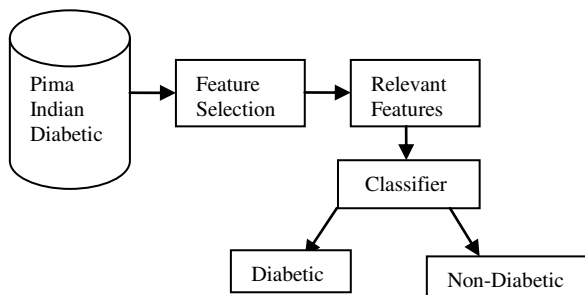 Pima
Indian
Diabetic
Feature
Selection
Relevant
Features
Classifier
Diabetic
Non-Diabetic